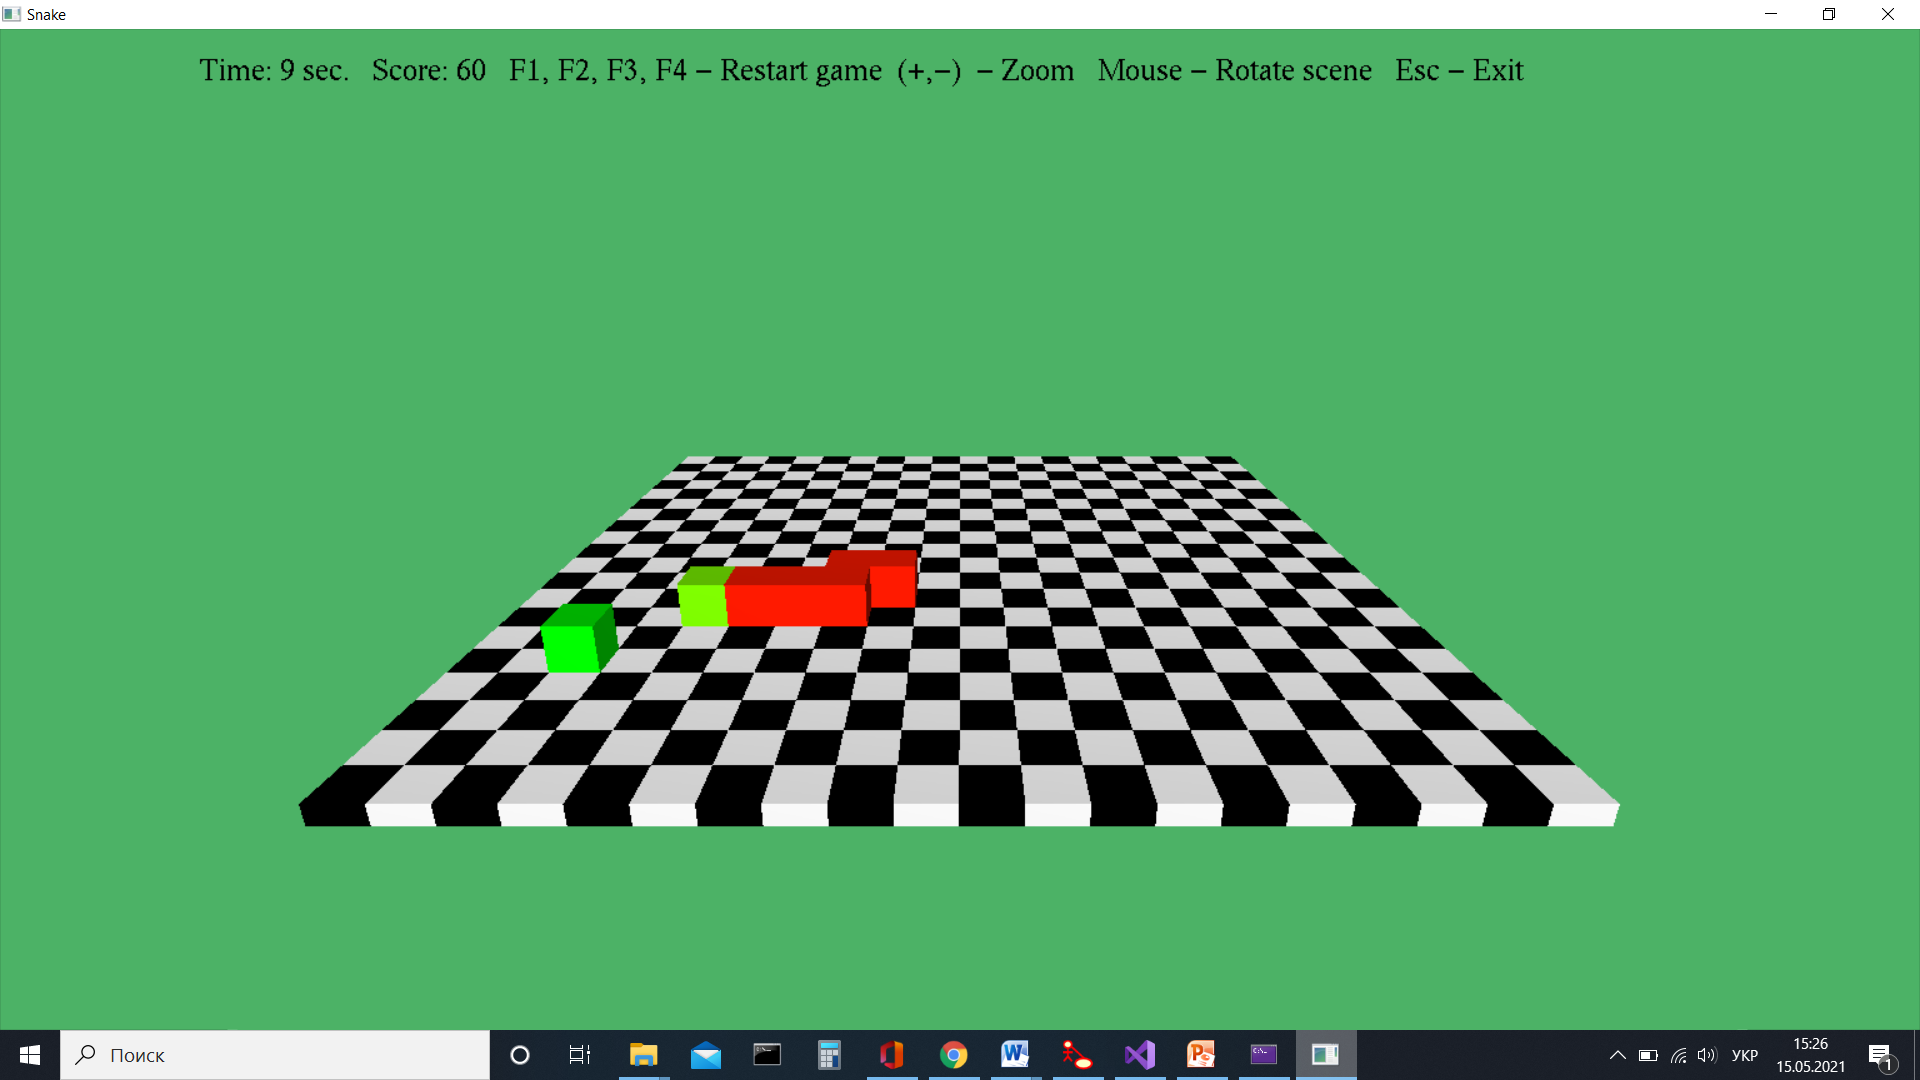 Snake
Time: 9 sec. Score: 60 F1, F2, F3, F4 − Restart game (+,−) − Zoom Mouse − Rotate scene Esc − Exit
Поиск
УКР
15:26
15.05.2021
1